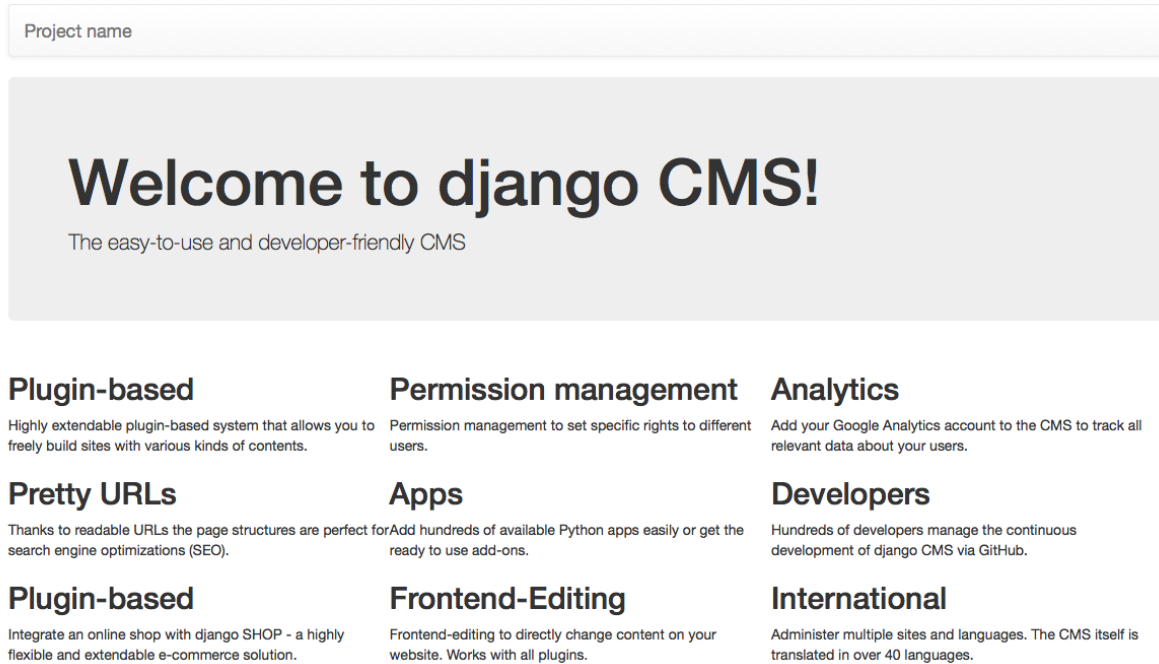 Project name
Welcome to django CMS!
The easy-to-use and developer-friendly CMS
Plugin-based
Highly extendable plugin-based system that allows you to
freely build sites with various kinds of contents.
Permission management
Permission management to set specific rights to different
users.
Analytics
Add your Google Analytics account to the CMS to track all
relevant data about your users.
Pretty URLs
Thanks to readable URLs the page structures are perfect for
search engine optimizations (SEO).
Apps
Add hundreds of available Python apps easily or get the
ready to use add-ons.
Developers
Hundreds of developers manage the continuous
development of django CMS via GitHub.
Plugin-based
Integrate an online shop with django SHOP - a highly
flexible and extendable e-commerce solution.
Frontend-Editing
Frontend-editing to directly change content on your
website. Works with all plugins.
International
Administer multiple sites and languages. The CMS itself is
translated in over 40 languages.